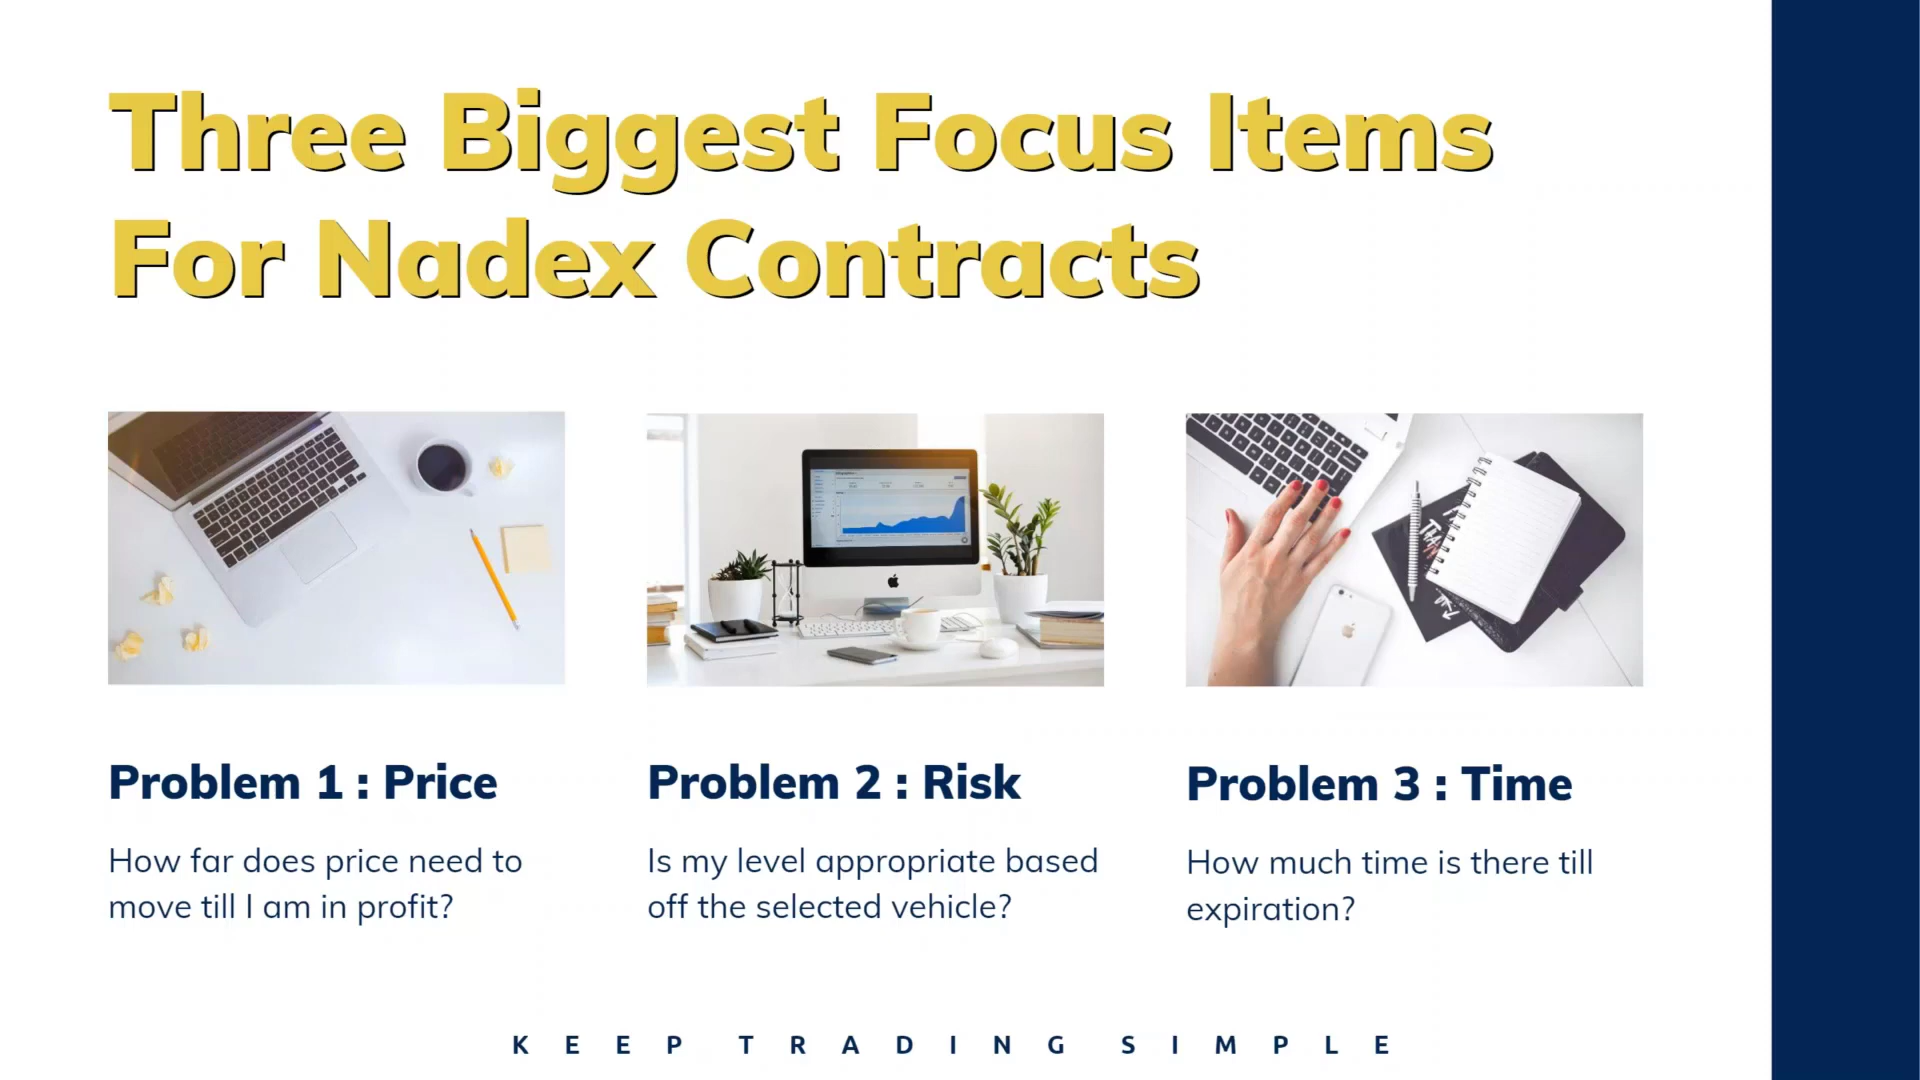 Three Biggest Focus Items
For Nadex Contracts
Problem 1 : Price
How far does price need to
move till I am in profit?
Problem 2 : Risk
Is my level appropriate based
off the selected vehicle?
Problem 3 : Time
How much time is there till
expiration?
KEEP TRADING SIMPLE